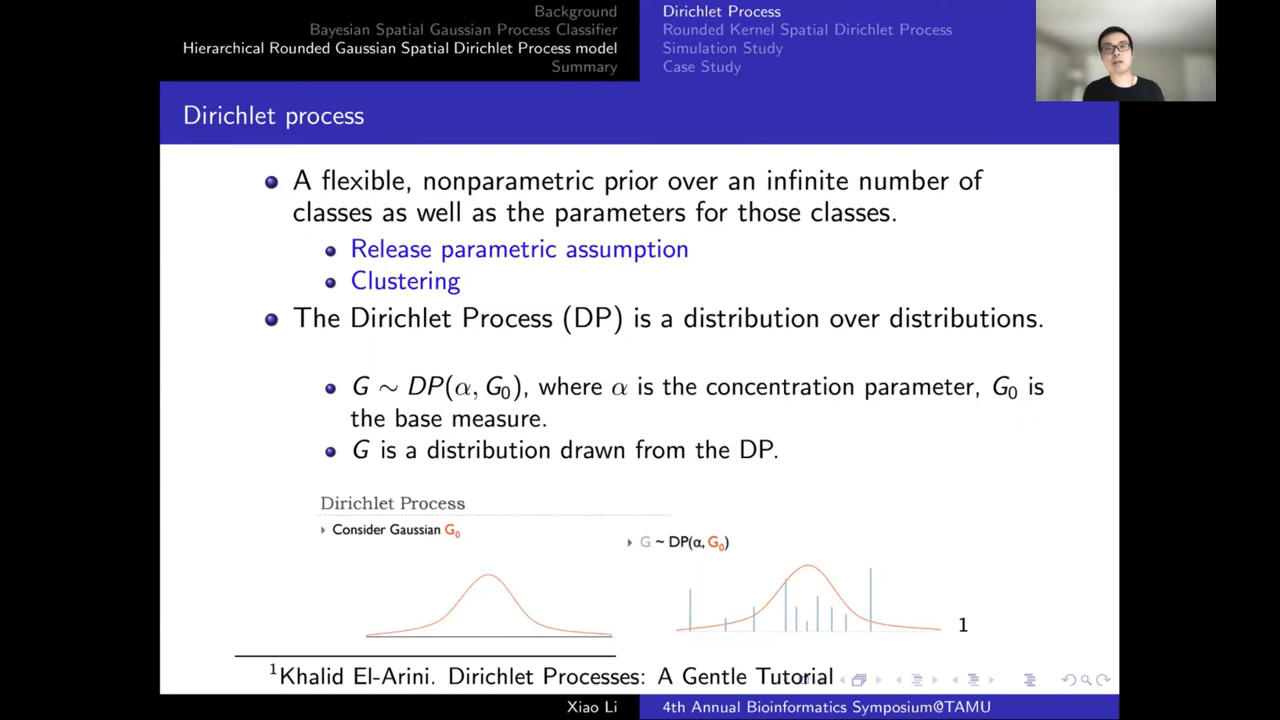 Background
Bayesian Spatial Gaussian Process Classifier
Hierarchical Rounded Gaussian Spatial Dirichlet Process model
Summary
Dirichlet Process
Rounded Kernel Spatial Dirichlet Process
Simulation Study
Case Study
Dirichlet process
A flexible, nonparametric prior over an infinite number of
classes as well as the parameters for those classes.
Release parametric assumption
Clustering
The Dirichlet Process (DP) is a distribution over distributions.
G ∼ DP(α, G₀), where α is the concentration parameter, G₀ is
the base measure.
G is a distribution drawn from the DP.
Dirichlet Process
Consider Gaussian G₀
G ~ DP(α, G₀)
1
¹Khalid El-Arini. Dirichlet Processes: A Gentle Tutorial
Xiao Li
4th Annual Bioinformatics Symposium@TAMU